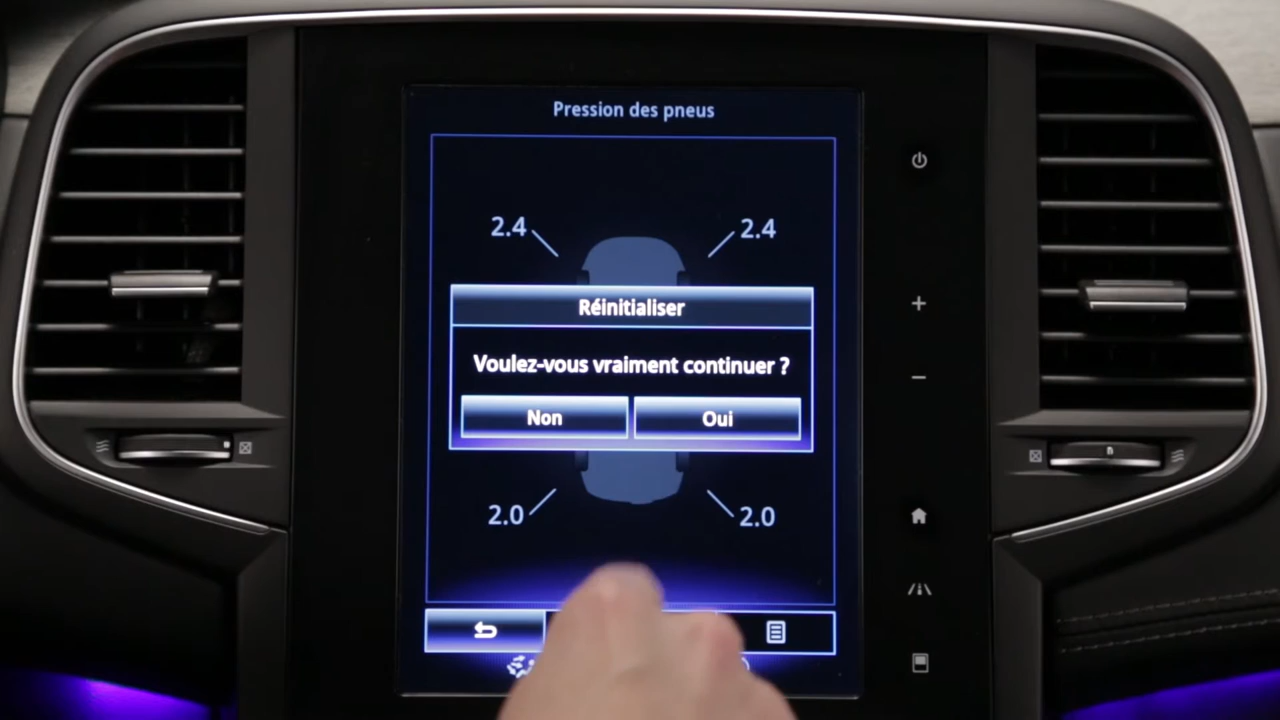 Pression des pneus
2.4 2.4
Réinitialiser
Voulez-vous vraiment continuer ?
Non Oui
2.0 2.0